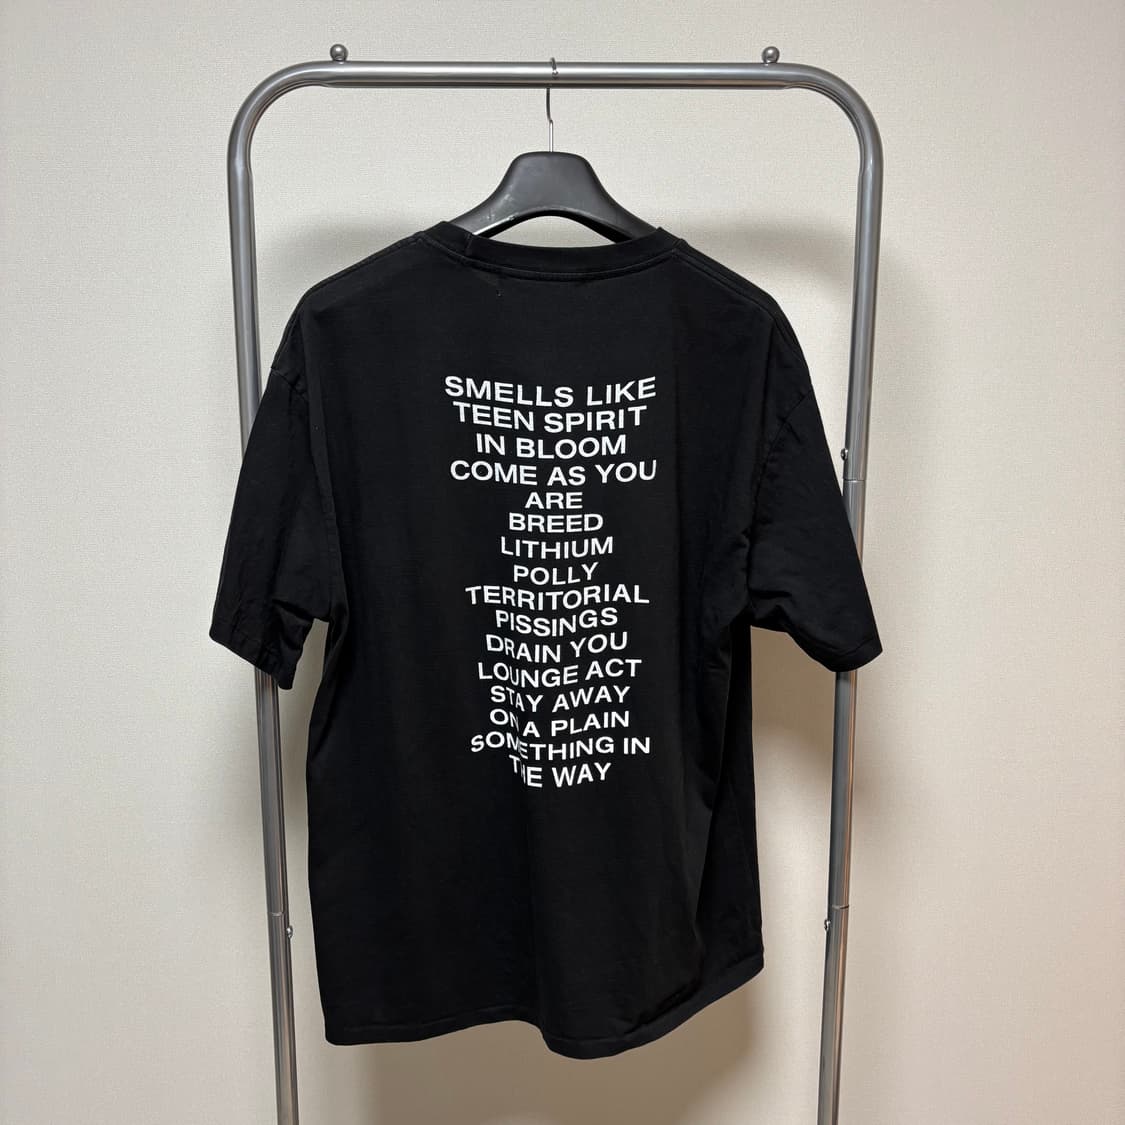 SMELLS LIKE
TEEN SPIRIT
IN BLOOM
COME AS YOU
ARE
BREED
LITHIUM
POLLY
TERRITORIAL
PISSINGS
DRAIN YOU
LOUNGE ACT
STAY AWAY
ON A PLAIN
SOMETHING IN
THE WAY